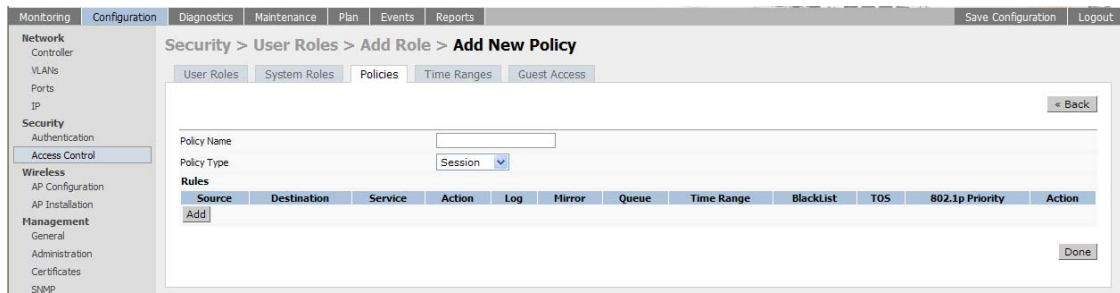 Monitoring Configuration Diagnostics Maintenance Plan Events Reports Save Configuration Logout
Network
Controller
VLANs
Ports
IP
Security
Authentication
Access Control
Wireless
AP Configuration
AP Installation
Management
General
Administration
Certificates
SNMP
Security > User Roles > Add Role > Add New Policy
User Roles System Roles Policies Time Ranges Guest Access
« Back
Policy Name
Policy Type Session
Rules
Source Destination Service Action Log Mirror Queue Time Range BlackList TOS 802.1p Priority Action
Add
Done